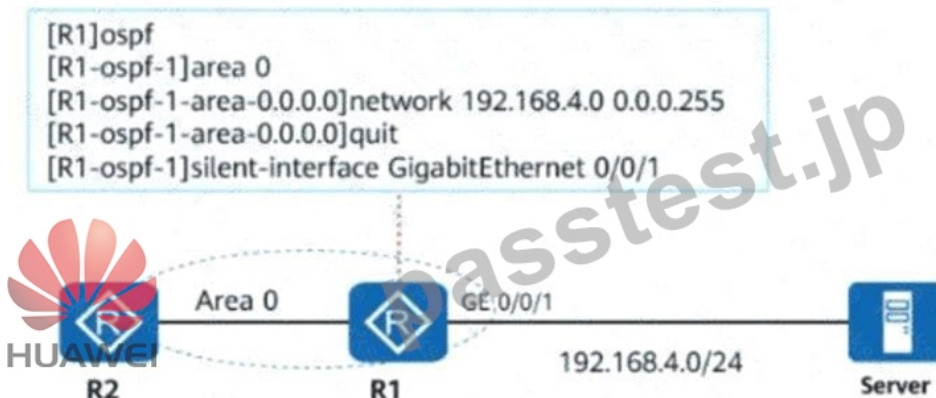 [R1]ospf
[R1-ospf-1]area 0
[R1-ospf-1-area-0.0.0.0]network 192.168.4.0 0.0.0.255
[R1-ospf-1-area-0.0.0.0]quit
[R1-ospf-1]silent-interface GigabitEthernet 0/0/1
passtest.jp
Area 0
GE 0/0/1
R
R
HUAWEI
192.168.4.0/24
R2
R1
Server